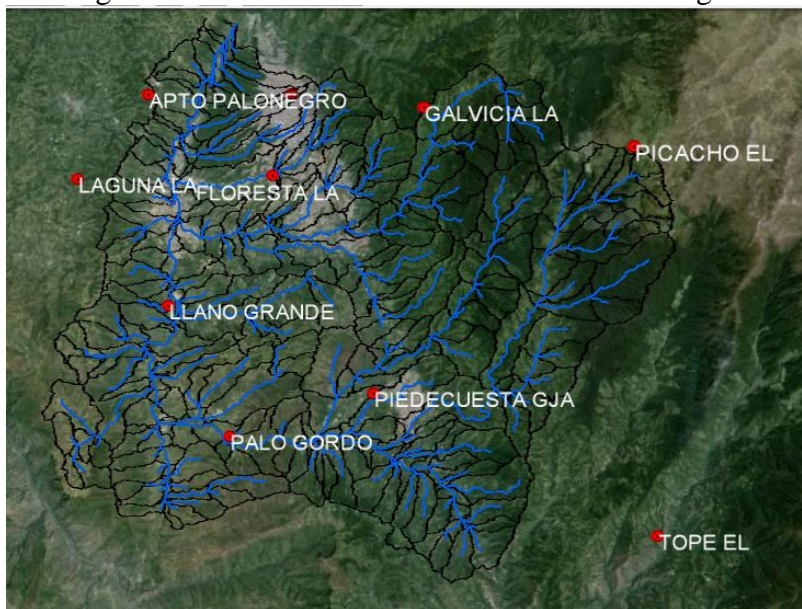 APTO PALONEGRO
GALVICIA LA
PICACHO EL
LAGUNA LA
FLORESTA LA
LLANO GRANDE
PIEDECUESTA GJA
PALO GORDO
TOPE EL